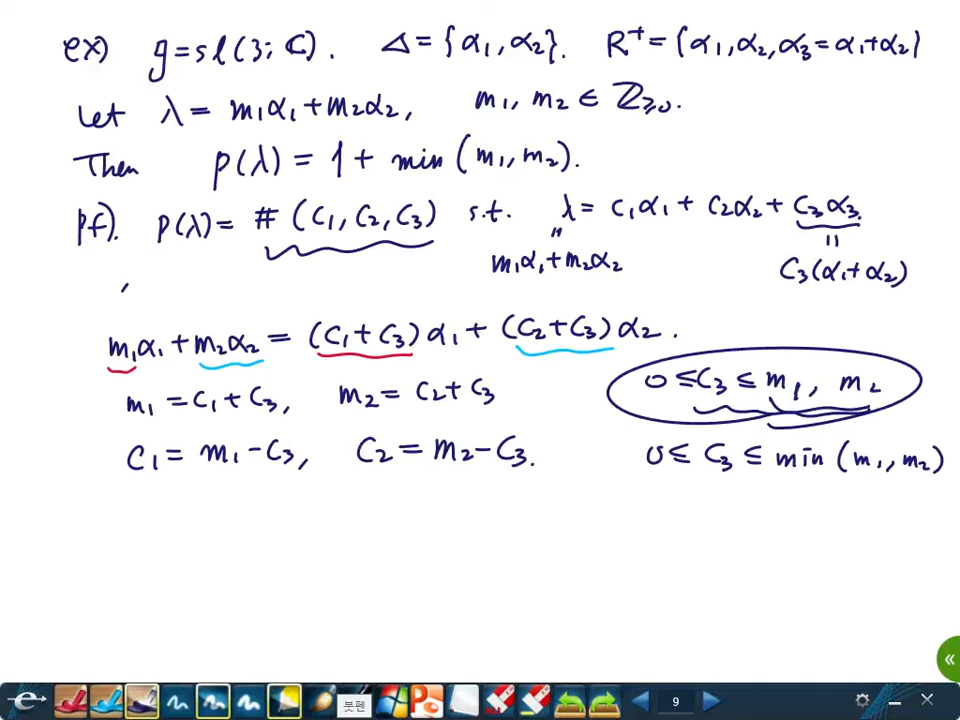 ex) g=sl(3;ℂ). Δ={α₁,α₂}. R⁺={α₁,α₂,α₃=α₁+α₂}
Let λ= m₁α₁+m₂α₂, m₁, m₂ ∈ ℤ≥₀.
Then p(λ) = 1+ min (m₁, m₂).
pf). p(λ)= # (C₁, C₂, C₃) s.t. λ= C₁α₁+ C₂α₂+ C₃α₃.
" "
m₁α₁+m₂α₂ C₃(α₁+α₂)
m₁α₁+m₂α₂= (C₁+C₃)α₁+ (C₂+C₃)α₂.
m₁ =C₁+C₃, m₂= C₂+C₃ 0≤C₃≤m₁, m₂
C₁= m₁-C₃, C₂= m₂-C₃. 0≤ C₃ ≤ min (m₁, m₂)
e 붓펜 P 9 «